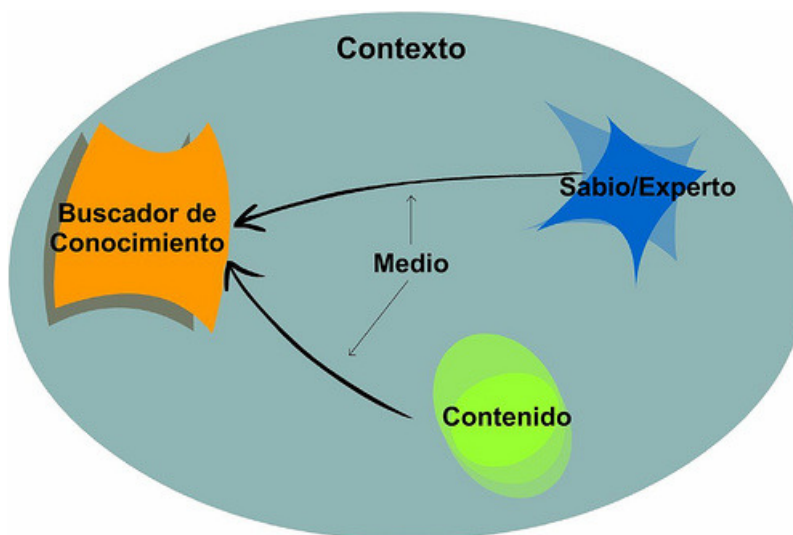 Contexto
Sabio/Experto
Buscador de
Conocimiento
Medio
Contenido